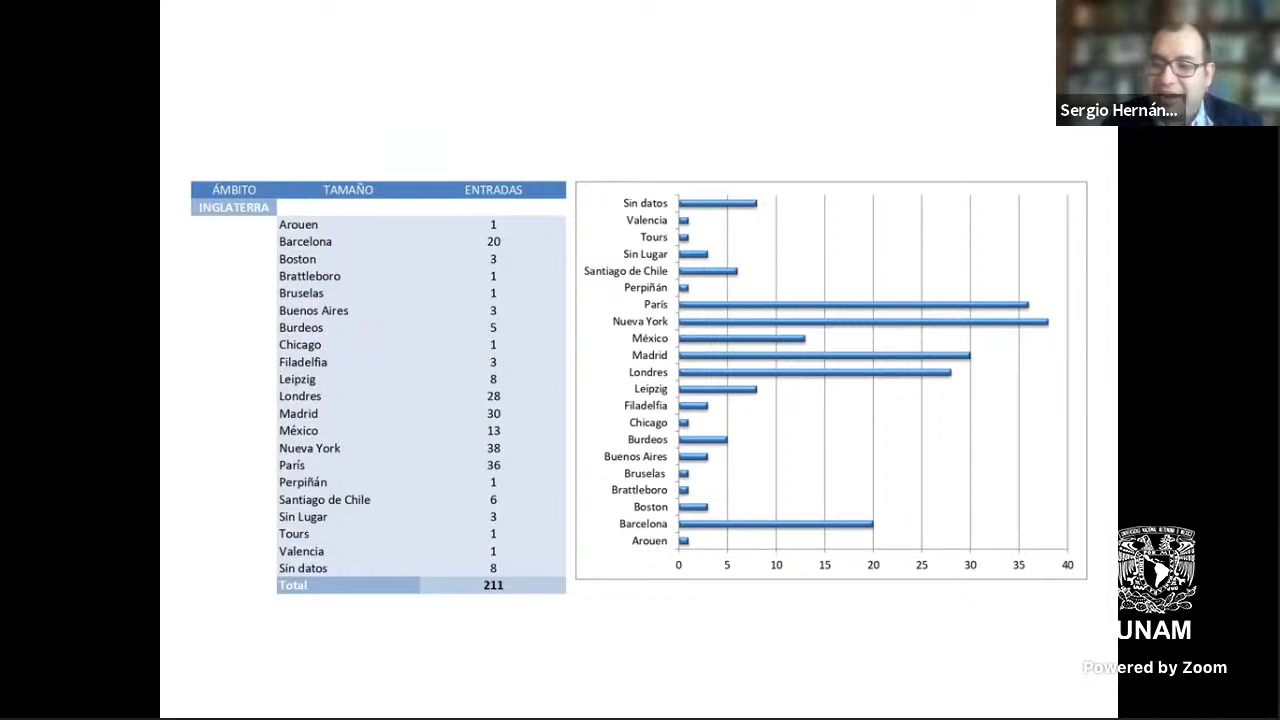 Sergio Hernán...
ÁMBITO TAMAÑO ENTRADAS
INGLATERRA
Arouen 1
Barcelona 20
Boston 3
Brattleboro 1
Bruselas 1
Buenos Aires 3
Burdeos 5
Chicago 1
Filadelfia 3
Leipzig 8
Londres 28
Madrid 30
México 13
Nueva York 38
París 36
Perpiñán 1
Santiago de Chile 6
Sin Lugar 3
Tours 1
Valencia 1
Sin datos 8
Total 211
Sin datos
Valencia
Tours
Sin Lugar
Santiago de Chile
Perpiñán
París
Nueva York
México
Madrid
Londres
Leipzig
Filadelfia
Chicago
Burdeos
Buenos Aires
Bruselas
Brattleboro
Boston
Barcelona
Arouen
0 5 10 15 20 25 30 35 40
UNAM
Powered by Zoom